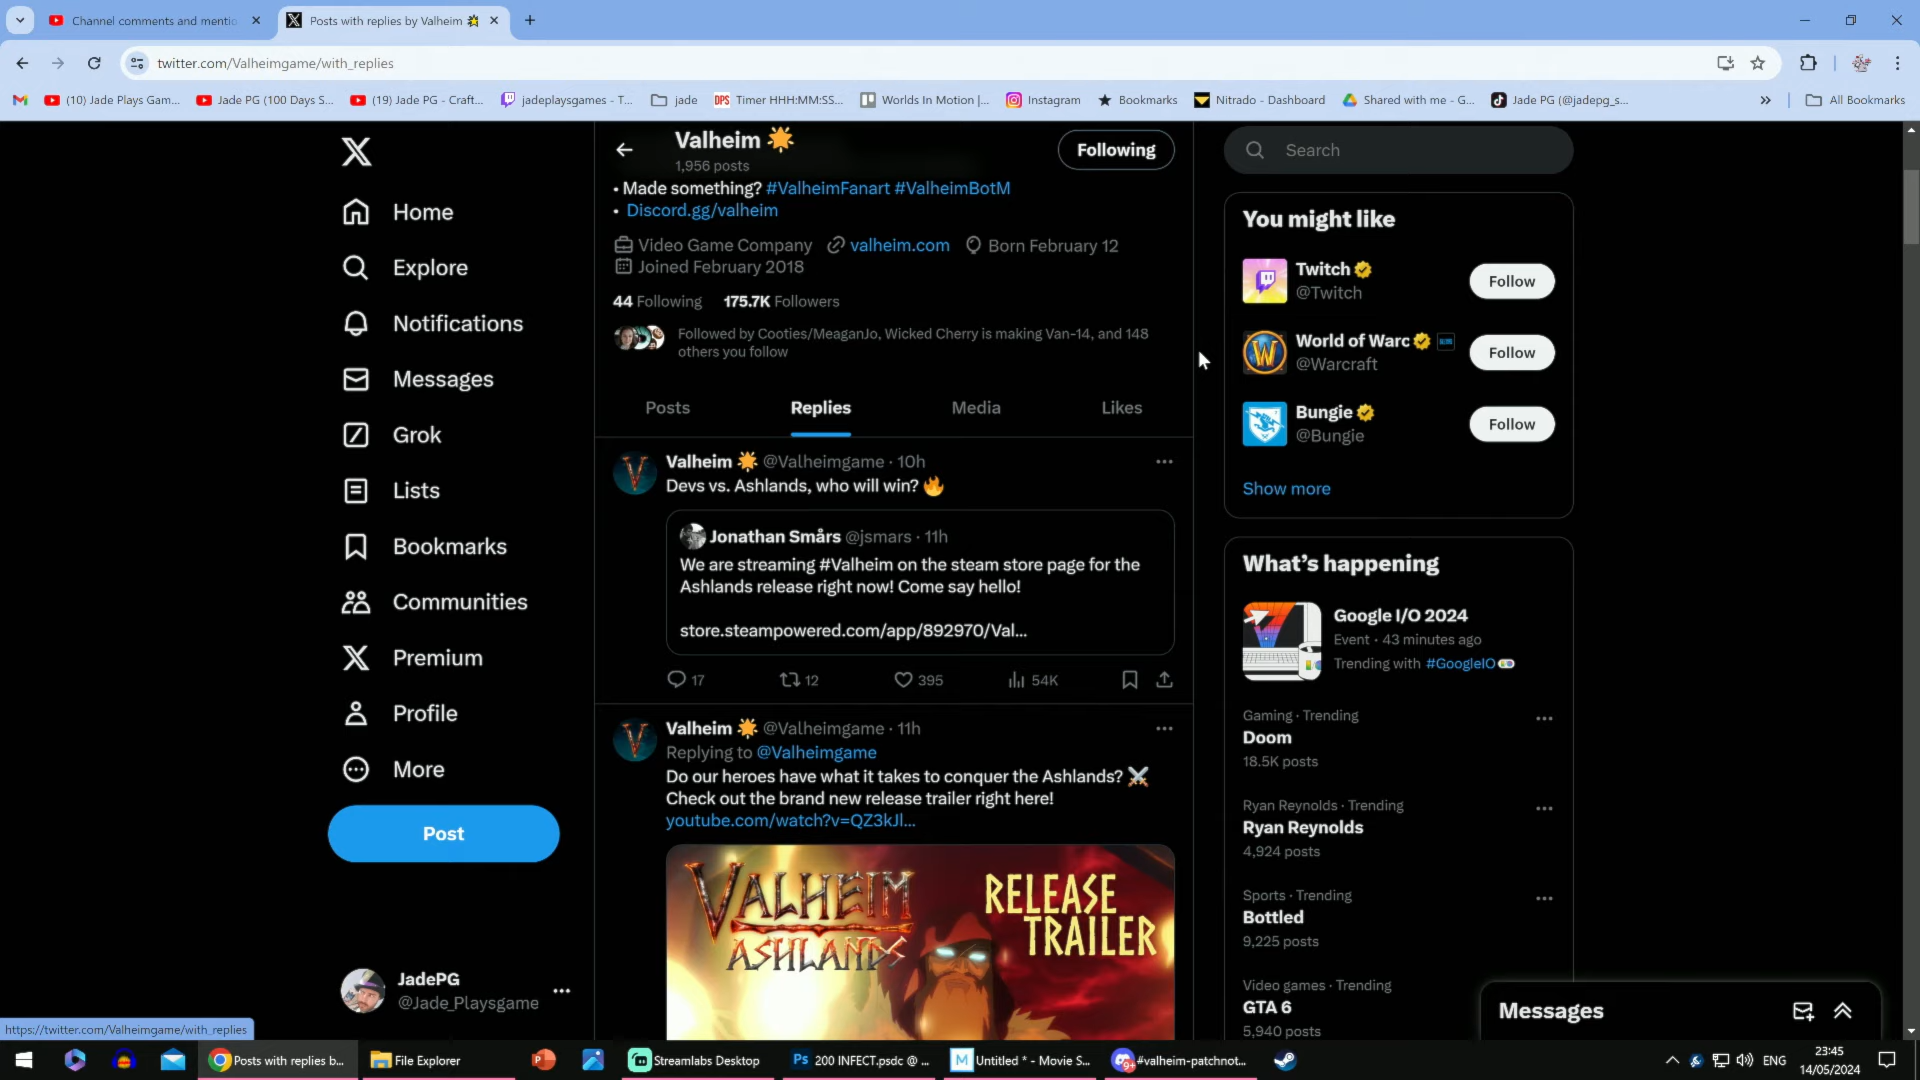 Channel comments and mentio
Posts with replies by Valheim
twitter.com/Valheimgame/with_replies
(10) Jade Plays Gam...
Jade PG (100 Days S...
(19) Jade PG - Craft...
jadeplaysgames - T...
jade
DPS
Timer HHH:MM:SS...
Worlds In Motion |...
Instagram
Bookmarks
Nitrado - Dashboard
Shared with me - G...
Jade PG (@jadepg_s...
»
All Bookmarks
Home
Explore
Notifications
Messages
Grok
Lists
Bookmarks
Communities
Premium
Profile
More
Post
JadePG
@Jade_Playsgame
https://twitter.com/Valheimgame/with_replies
Valheim
1,956 posts
Following
• Made something? #ValheimFanart #ValheimBotM
• Discord.gg/valheim
Video Game Company valheim.com Born February 12
Joined February 2018
44 Following 175.7K Followers
Followed by Cooties/MeaganJo, Wicked Cherry is making Van-14, and 148
others you follow
Posts Replies Media Likes
Valheim @Valheimgame · 10h
Devs vs. Ashlands, who will win? 🔥
Jonathan Smårs @jsmars · 11h
We are streaming #Valheim on the steam store page for the
Ashlands release right now! Come say hello!
store.steampowered.com/app/892970/Val...
17 12 395 54K
Valheim @Valheimgame · 11h
Replying to @Valheimgame
Do our heroes have what it takes to conquer the Ashlands? ⚔️
Check out the brand new release trailer right here!
youtube.com/watch?v=QZ3kJl...
VALHEIM
ASHLANDS
RELEASE
TRAILER
Search
You might like
Twitch
@Twitch
Follow
World of Warc
@Warcraft
Follow
Bungie
@Bungie
Follow
Show more
What's happening
Google I/O 2024
Event · 43 minutes ago
Trending with #GoogleIO
Gaming · Trending
Doom
18.5K posts
Ryan Reynolds · Trending
Ryan Reynolds
4,924 posts
Sports · Trending
Bottled
9,225 posts
Video games · Trending
GTA 6
5,940 posts
Messages
Posts with replies b...
File Explorer
Streamlabs Desktop
Ps
200 INFECT.psdc @ ...
M
Untitled * - Movie S...
9+
#valheim-patchnot...
ENG
23:45
14/05/2024